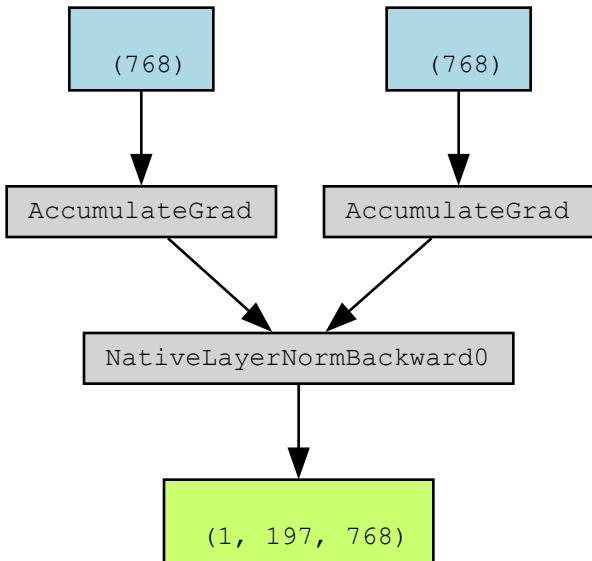 (768)
(768)
AccumulateGrad
AccumulateGrad
NativeLayerNormBackward0
(1, 197, 768)